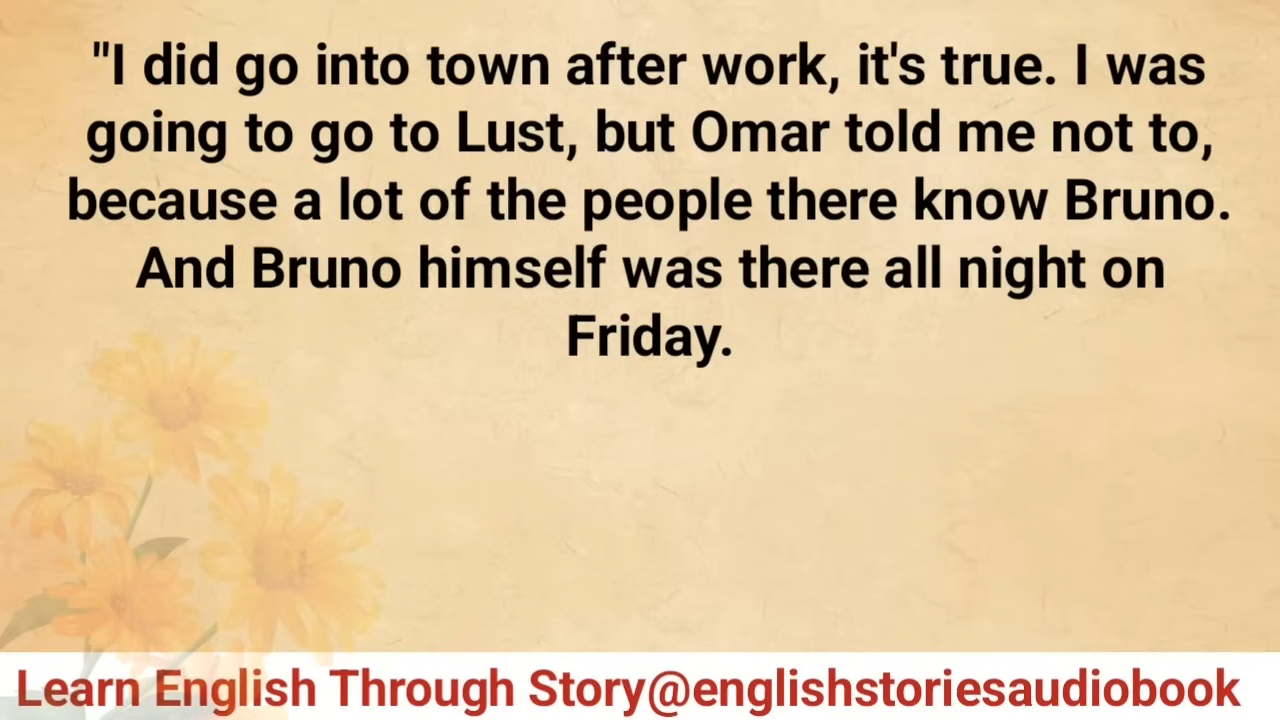 "I did go into town after work, it's true. I was
going to go to Lust, but Omar told me not to,
because a lot of the people there know Bruno.
And Bruno himself was there all night on
Friday.
Learn English Through Story@englishstoriesaudiobook